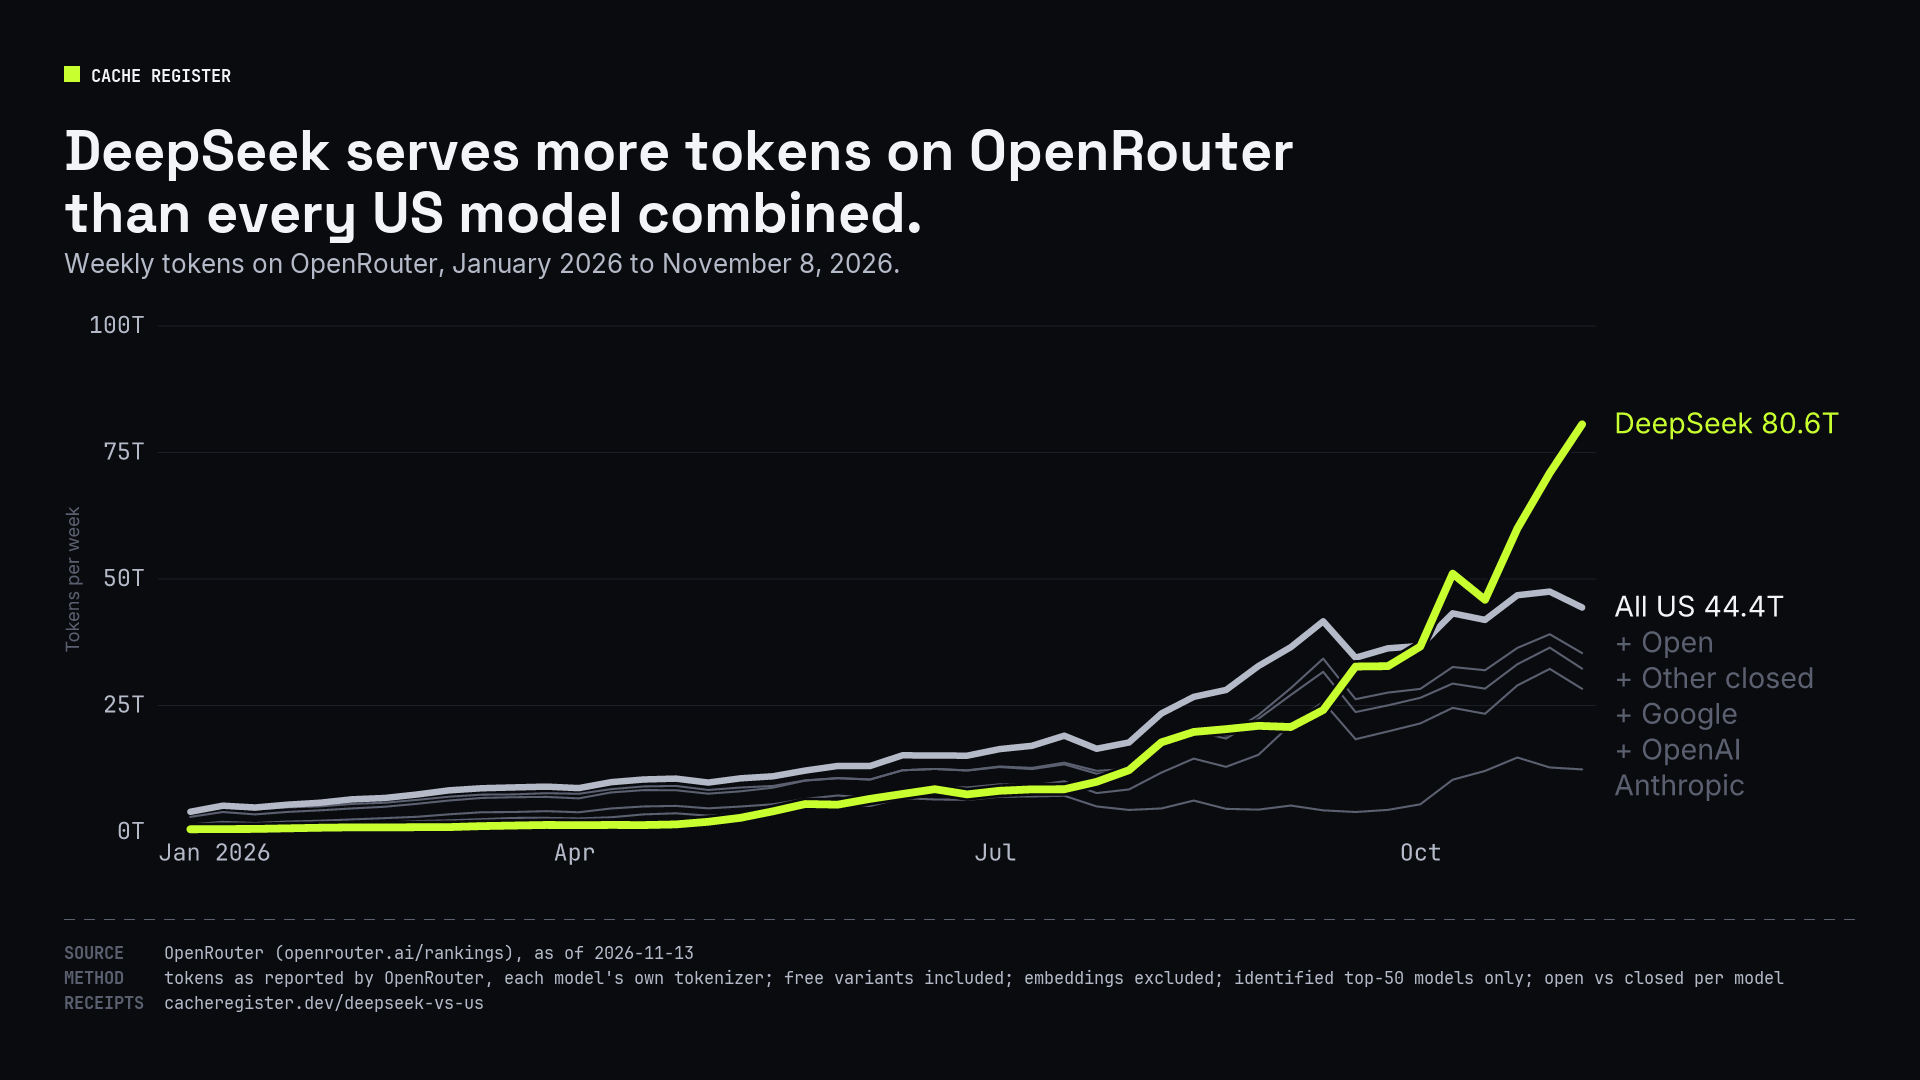 CACHE REGISTER
DeepSeek serves more tokens on OpenRouter
than every US model combined.
Weekly tokens on OpenRouter, January 2026 to November 8, 2026.
100T
75T
50T
25T
0T
Tokens per week
Jan 2026
Apr
Jul
Oct
DeepSeek 80.6T
All US 44.4T
+ Open
+ Other closed
+ Google
+ OpenAI
Anthropic
SOURCE OpenRouter (openrouter.ai/rankings), as of 2026-11-13
METHOD tokens as reported by OpenRouter, each model's own tokenizer; free variants included; embeddings excluded; identified top-50 models only; open vs closed per model
RECEIPTS cacheregister.dev/deepseek-vs-us